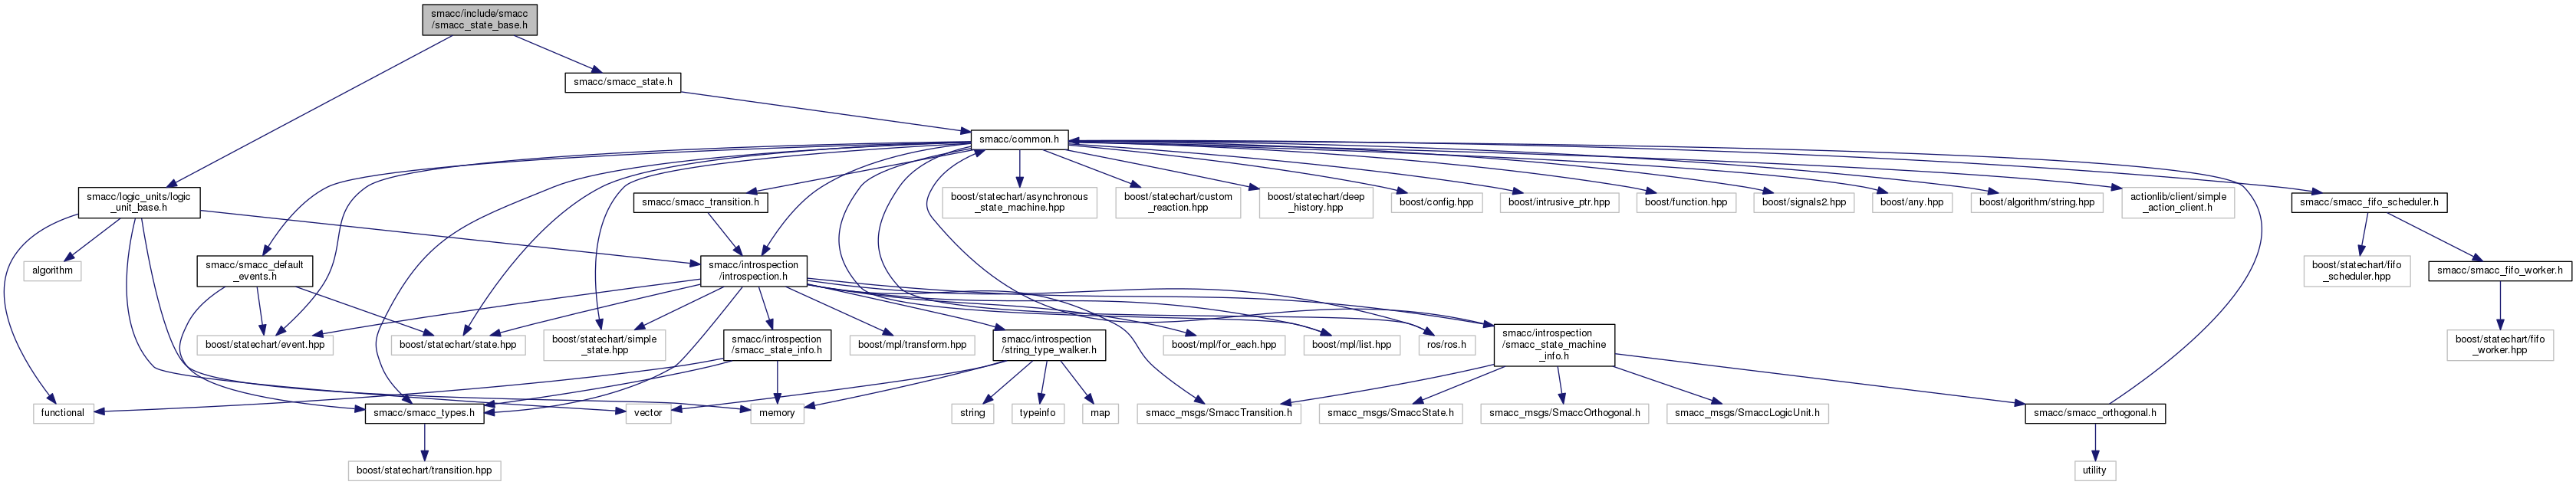 smacc/include/smacc
/smacc_state_base.h
smacc/smacc_state.h
smacc/common.h
smacc/logic_units/logic
_unit_base.h
smacc/smacc_transition.h
boost/statechart/asynchronous
_state_machine.hpp
boost/statechart/custom
_reaction.hpp
boost/statechart/deep
_history.hpp
boost/config.hpp
boost/intrusive_ptr.hpp
boost/function.hpp
boost/signals2.hpp
boost/any.hpp
boost/algorithm/string.hpp
actionlib/client/simple
_action_client.h
smacc/smacc_fifo_scheduler.h
algorithm
smacc/smacc_default
_events.h
smacc/introspection
/introspection.h
boost/statechart/fifo
_scheduler.hpp
smacc/smacc_fifo_worker.h
boost/statechart/event.hpp
boost/statechart/state.hpp
boost/statechart/simple
_state.hpp
smacc/introspection
/smacc_state_info.h
boost/mpl/transform.hpp
smacc/introspection
/string_type_walker.h
boost/mpl/for_each.hpp
boost/mpl/list.hpp
ros/ros.h
smacc/introspection
/smacc_state_machine
_info.h
boost/statechart/fifo
_worker.hpp
functional
smacc/smacc_types.h
vector
memory
string
typeinfo
map
smacc_msgs/SmaccTransition.h
smacc_msgs/SmaccState.h
smacc_msgs/SmaccOrthogonal.h
smacc_msgs/SmaccLogicUnit.h
smacc/smacc_orthogonal.h
boost/statechart/transition.hpp
utility